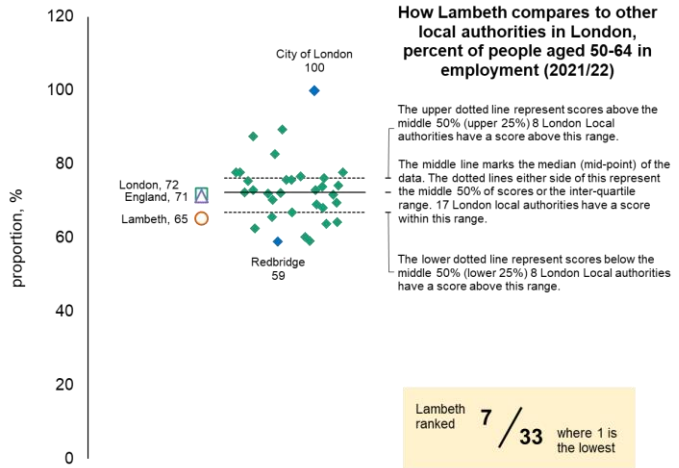 How Lambeth compares to other
local authorities in London,
percent of people aged 50-64 in
employment (2021/22)
120
100
80
60
40
20
0
proportion, %
City of London
100
London, 72
England, 71
Lambeth, 65
Redbridge
59
The upper dotted line represent scores above the
middle 50% (upper 25%) 8 London Local
authorities have a score above this range.
The middle line marks the median (mid-point) of the
data. The dotted lines either side of this represent
the middle 50% of scores or the inter-quartile
range. 17 London local authorities have a score
within this range.
The lower dotted line represent scores below the
middle 50% (lower 25%) 8 London Local authorities
have a score above this range.
Lambeth
ranked
7 / 33
where 1 is
the lowest